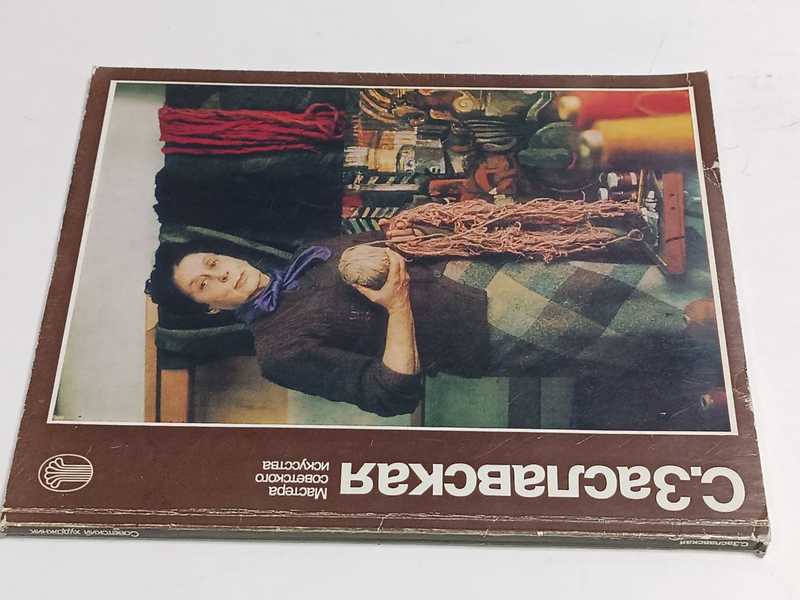 С.Заславская
Мастера
советского
искусства
С.Заславская
Советский художник